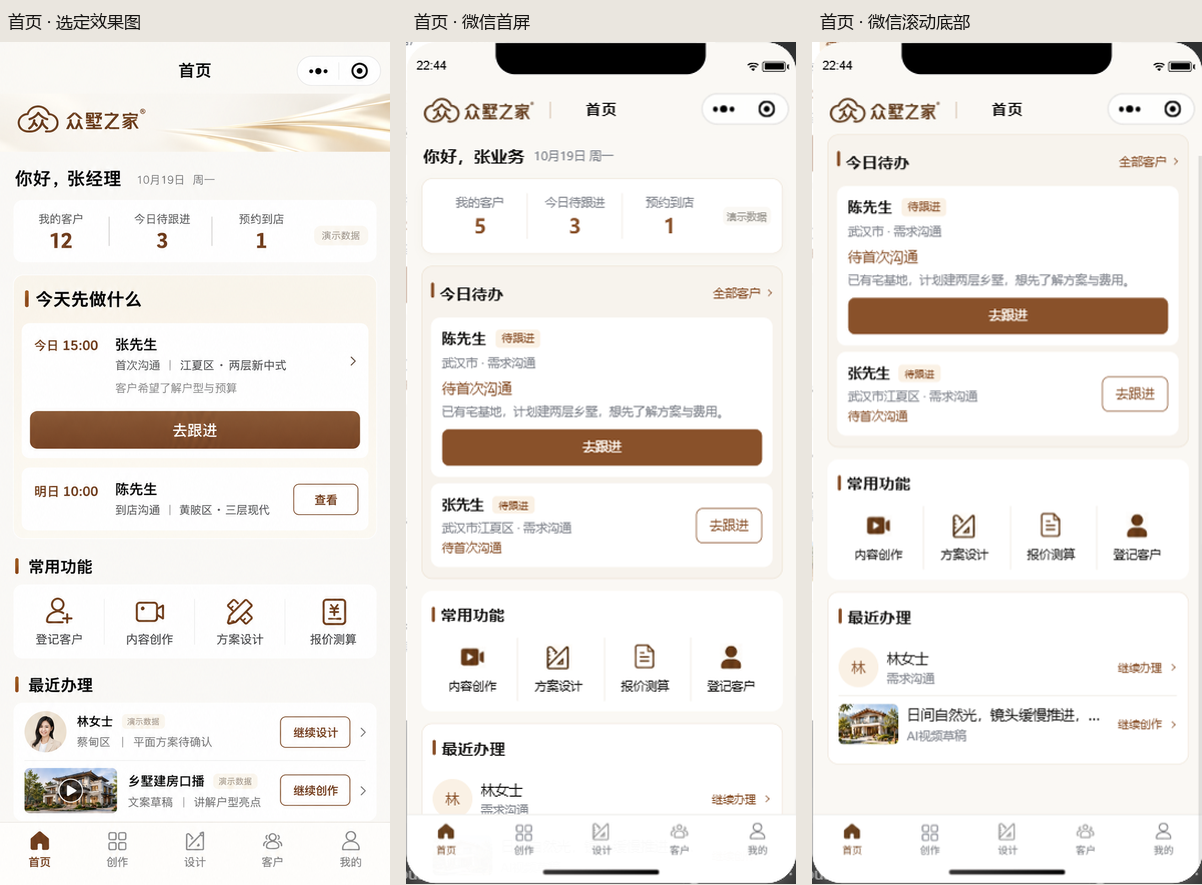 首页 · 选定效果图
首页
众墅之家®
你好，张经理 10月19日 周一
我的客户 今日待跟进 预约到店
12 3 1 演示数据
今天先做什么
今日 15:00 张先生
首次沟通 | 江夏区 · 两层新中式
客户希望了解户型与预算
去跟进
明日 10:00 陈先生
到店沟通 | 黄陂区 · 三层现代
查看
常用功能
登记客户 内容创作 方案设计 报价测算
最近办理
林女士 演示数据
蔡甸区 | 平面方案待确认
继续设计
乡墅建房口播 演示数据
文案草稿 | 讲解户型亮点
继续创作
首页 创作 设计 客户 我的
首页 · 微信首屏
22:44
众墅之家® | 首页
你好，张业务 10月19日 周一
我的客户 今日待跟进 预约到店
5 3 1 演示数据
今日待办 全部客户
陈先生 待跟进
武汉市 · 需求沟通
待首次沟通
已有宅基地，计划建两层乡墅，想先了解方案与费用。
去跟进
张先生 待跟进
武汉市江夏区 · 需求沟通
待首次沟通
去跟进
常用功能
内容创作 方案设计 报价测算 登记客户
最近办理
林 林女士
需求沟通
继续办理
首页 创作 设计 客户 我的
首页 · 微信滚动底部
22:44
众墅之家® | 首页
今日待办 全部客户
陈先生 待跟进
武汉市 · 需求沟通
待首次沟通
已有宅基地，计划建两层乡墅，想先了解方案与费用。
去跟进
张先生 待跟进
武汉市江夏区 · 需求沟通
待首次沟通
去跟进
常用功能
内容创作 方案设计 报价测算 登记客户
最近办理
林 林女士
需求沟通
继续办理
日间自然光，镜头缓慢推进，...
AI视频草稿
继续创作
首页 创作 设计 客户 我的